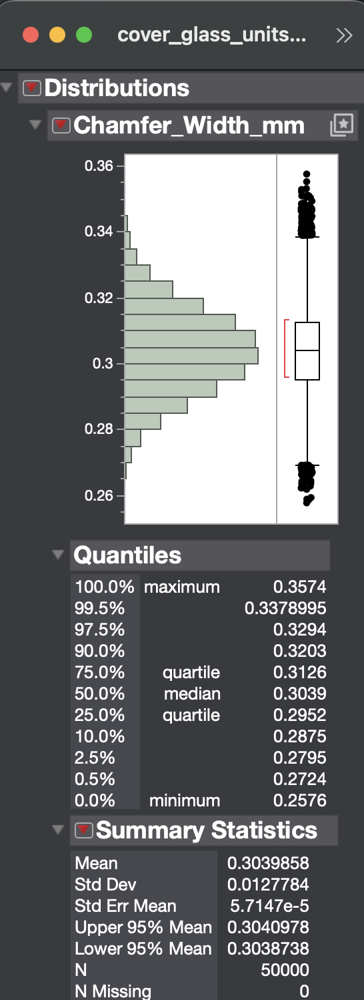 cover_glass_units...
Distributions
Chamfer_Width_mm
0.36
0.34
0.32
0.3
0.28
0.26
Quantiles
100.0% maximum 0.3574
99.5% 0.3378995
97.5% 0.3294
90.0% 0.3203
75.0% quartile 0.3126
50.0% median 0.3039
25.0% quartile 0.2952
10.0% 0.2875
2.5% 0.2795
0.5% 0.2724
0.0% minimum 0.2576
Summary Statistics
Mean 0.3039858
Std Dev 0.0127784
Std Err Mean 5.7147e-5
Upper 95% Mean 0.3040978
Lower 95% Mean 0.3038738
N 50000
N Missing 0